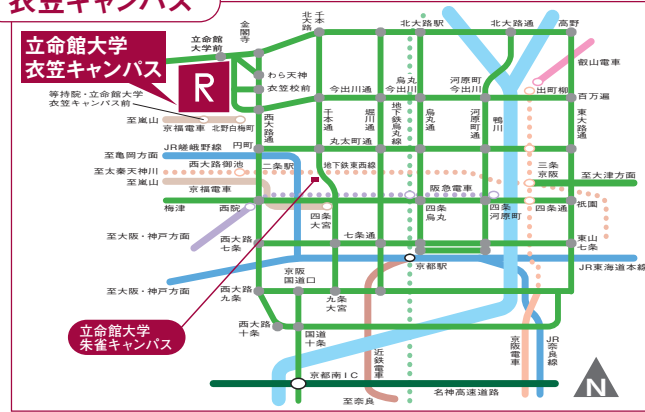 衣笠キャンパス
立命館大学
衣笠キャンパス
R
立命館
大学前
金閣寺
北大路
千本
北大路駅
北大路通
高野
叡山電車
わら天神
衣笠校前
等持院・立命館大学
衣笠キャンパス前
至嵐山
京福電車
北野白梅町
西大路通
今出川通
千本通
堀川通
地下鉄烏丸線
烏丸
今出川
烏丸通
河原町
今出川
河原町通
鴨川
出町柳
百万遍
東大路通
丸太町通
円町
JR嵯峨野線
至亀岡方面
西大路御池
二条駅
地下鉄東西線
至太秦天神川
至嵐山
京福電車
三条
京阪
至大津方面
阪急電車
梅津
西院
四条
大宮
四条
烏丸
四条
河原町
四条通
祇園
至大阪・神戸方面
西大路
七条
七条通
東山
七条
京都駅
JR東海道本線
京阪
国道口
至大阪・神戸方面
西大路
九条
九条
大宮
立命館大学
朱雀キャンパス
西大路
十条
国道
十条
近鉄電車
京阪電車
JR奈良線
京都南IC
名神高速道路
至奈良
N